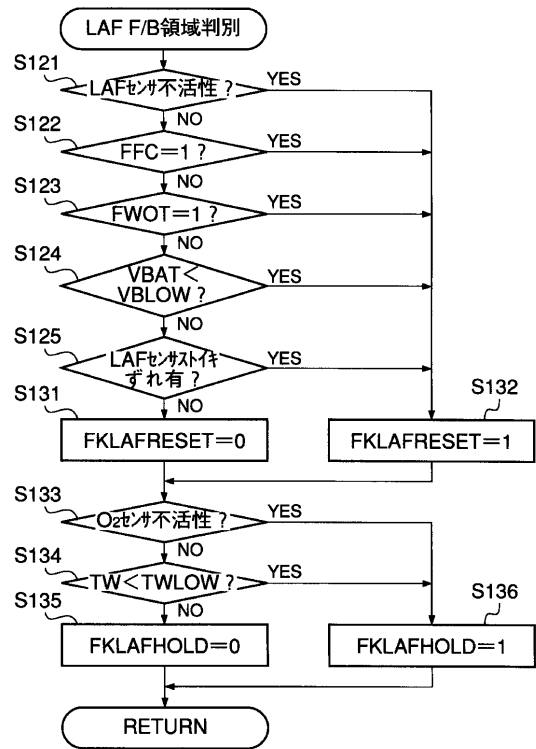 LAF F/B領域判別
S121
LAFｾﾝｻ不活性？
YES
NO
S122
FFC＝1？
YES
NO
S123
FWOT＝1？
YES
NO
S124
VBAT＜
VBLOW？
YES
NO
S125
LAFｾﾝｻｽﾄｲｷ
ずれ有？
YES
NO
S131
FKLAFRESET＝0
S132
FKLAFRESET＝1
S133
O2ｾﾝｻ不活性？
YES
NO
S134
TW＜TWLOW？
YES
NO
S135
FKLAFHOLD＝0
S136
FKLAFHOLD＝1
RETURN